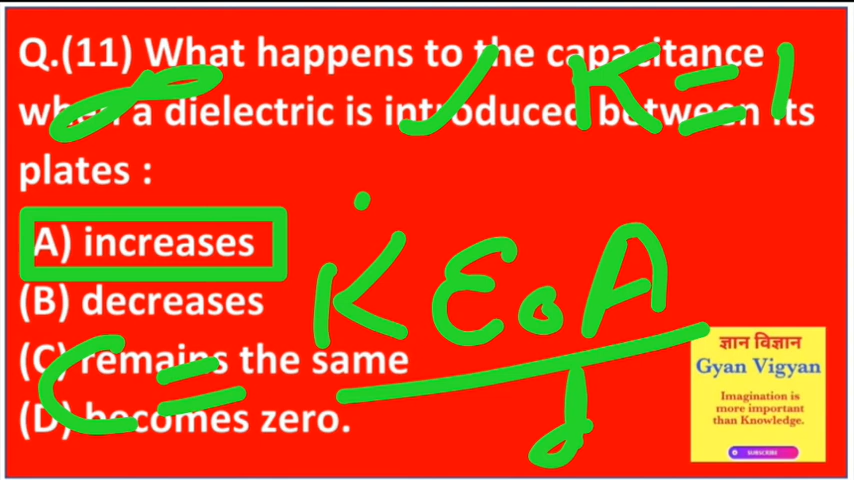 Q.(11) What happens to the capacitance
when a dielectric is introduced between its
plates :
K=1
A) increases
(B) decreases
(C) remains the same
(D) becomes zero.
C = Kε₀A
d
ज्ञान विज्ञान
Gyan Vigyan
Imagination is
more important
than Knowledge.
SUBSCRIBE